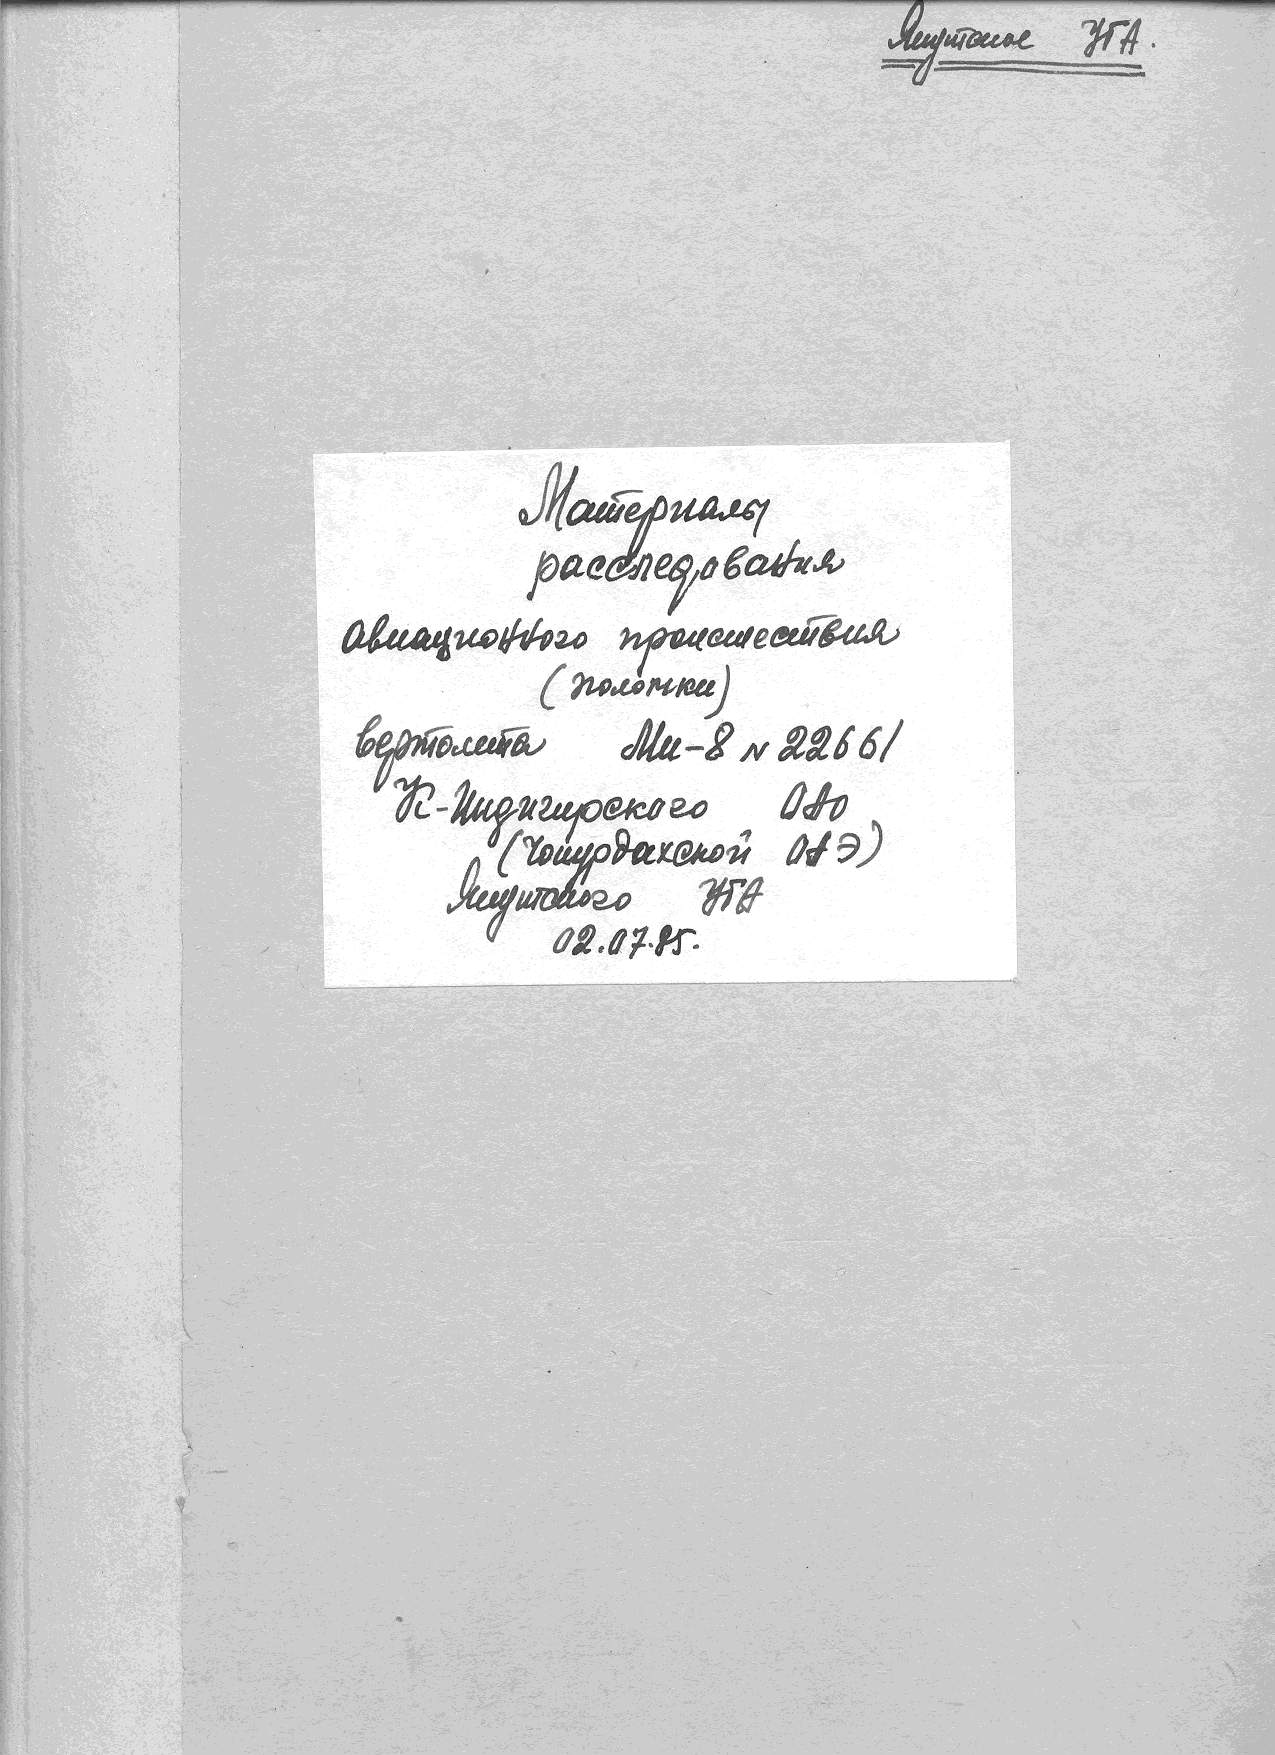 Якутское УГА.
Материалы
расследования
авиационного происшествия
(поломки)
вертолета Ми-8 № 22661
К-Индигирского ОАО
(Чокурдахской ОАЭ)
Якутского УГА
02.07.85.